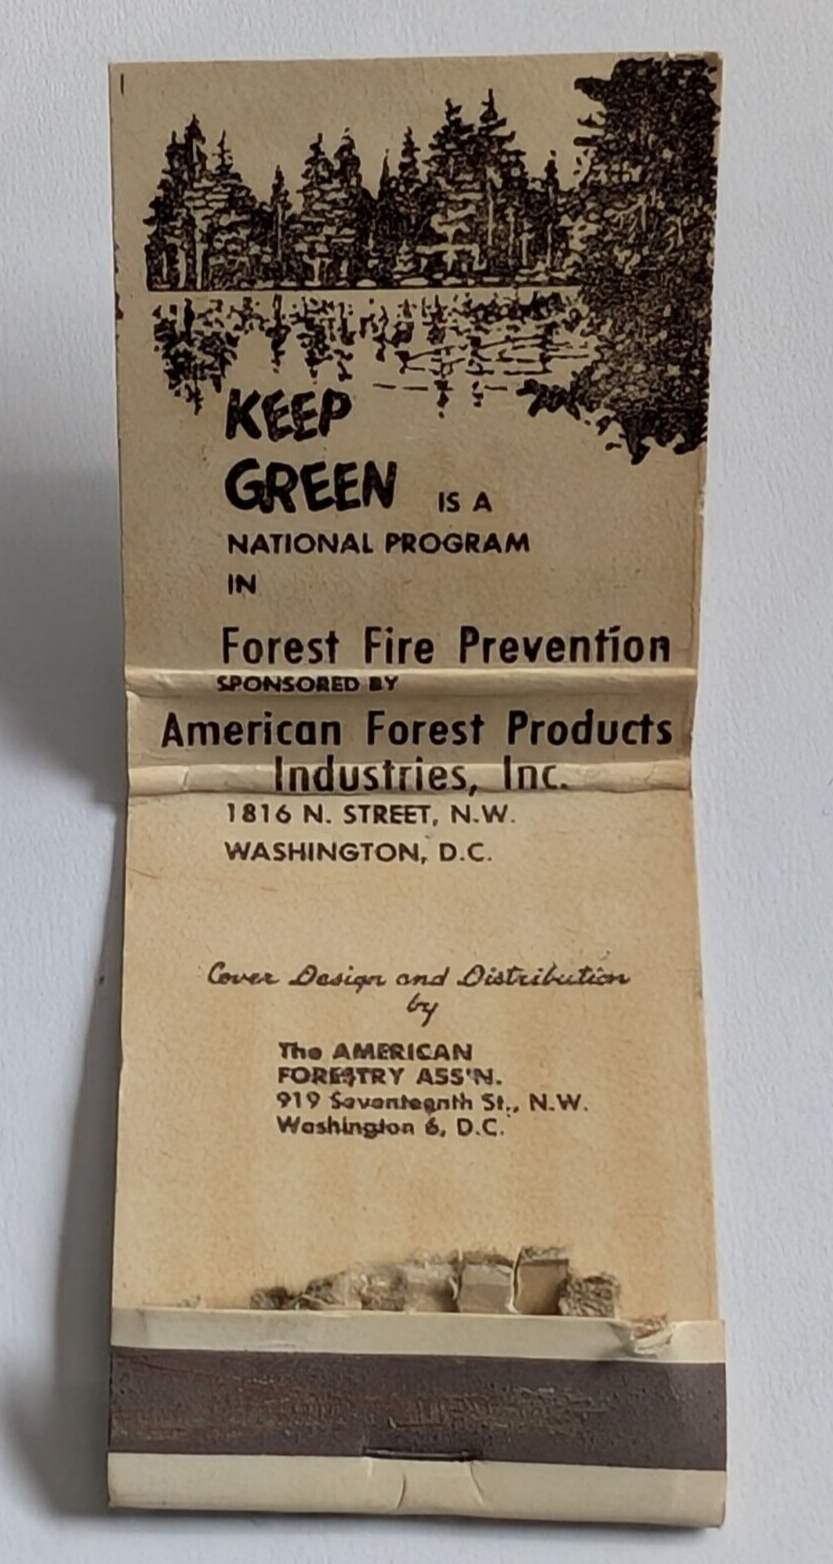 KEEP
GREEN IS A
NATIONAL PROGRAM
IN
Forest Fire Prevention
SPONSORED BY
American Forest Products
Industries, Inc.
1816 N. STREET, N.W.
WASHINGTON, D.C.
Cover Design and Distribution
by
The AMERICAN
FORESTRY ASS'N.
919 Seventeenth St., N.W.
Washington 6, D.C.